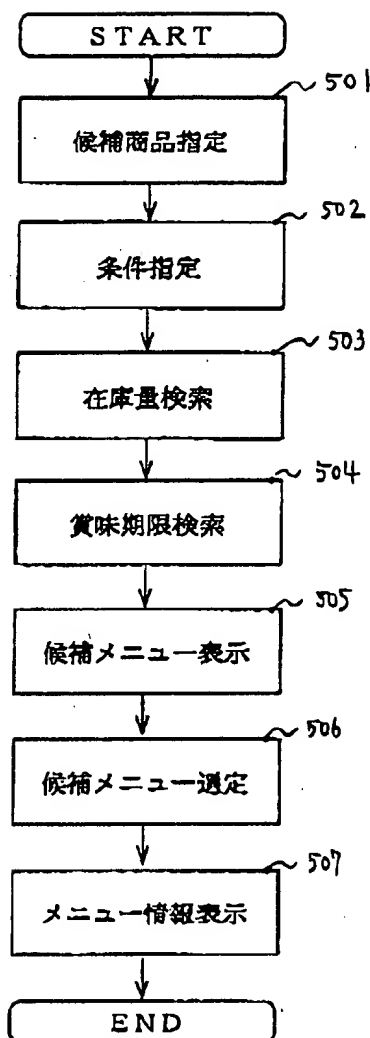 START
501
候補商品指定
502
条件指定
503
在庫量検索
504
賞味期限検索
505
候補メニュー表示
506
候補メニュー選定
507
メニュー情報表示
END